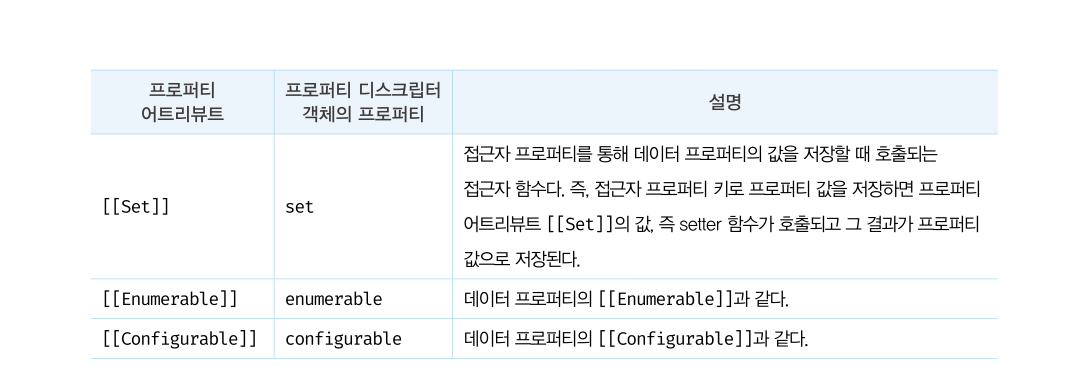 프로퍼티
어트리뷰트
프로퍼티 디스크립터
객체의 프로퍼티
설명
[[Set]]
set
접근자 프로퍼티를 통해 데이터 프로퍼티의 값을 저장할 때 호출되는
접근자 함수다. 즉, 접근자 프로퍼티 키로 프로퍼티 값을 저장하면 프로퍼티
어트리뷰트 [[Set]]의 값, 즉 setter 함수가 호출되고 그 결과가 프로퍼티
값으로 저장된다.
[[Enumerable]]
enumerable
데이터 프로퍼티의 [[Enumerable]]과 같다.
[[Configurable]]
configurable
데이터 프로퍼티의 [[Configurable]]과 같다.